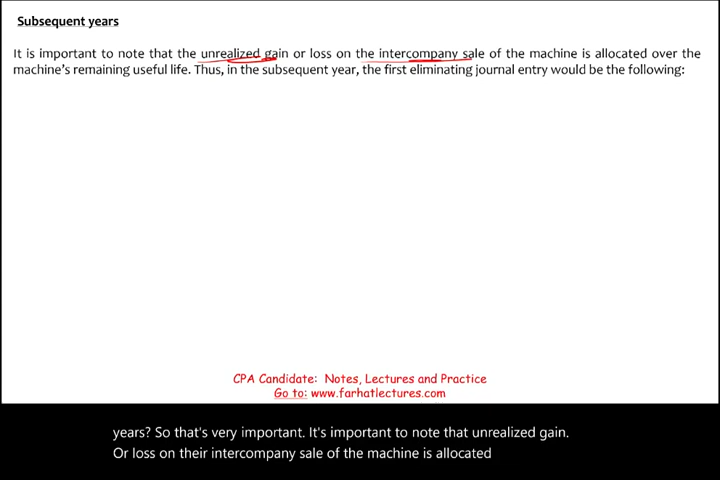 Subsequent years
It is important to note that the unrealized gain or loss on the intercompany sale of the machine is allocated over the
machine's remaining useful life. Thus, in the subsequent year, the first eliminating journal entry would be the following:
CPA Candidate: Notes, Lectures and Practice
Go to: www.farhatlectures.com
years? So that's very important. It's important to note that unrealized gain.
Or loss on their intercompany sale of the machine is allocated